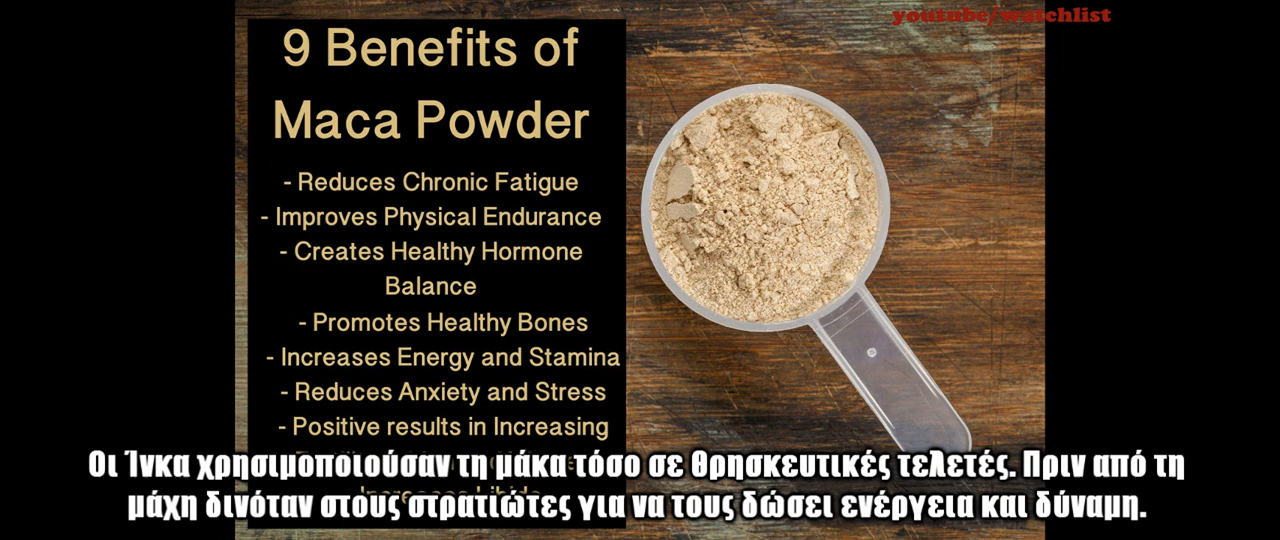 youtube/watchlist
9 Benefits of
Maca Powder
- Reduces Chronic Fatigue
- Improves Physical Endurance
- Creates Healthy Hormone
Balance
- Promotes Healthy Bones
- Increases Energy and Stamina
- Reduces Anxiety and Stress
- Positive results in Increasing
Οι Ίνκα χρησιμοποιούσαν τη μάκα τόσο σε θρησκευτικές τελετές. Πριν από τη
μάχη δινόταν στους στρατιώτες για να τους δώσει ενέργεια και δύναμη.